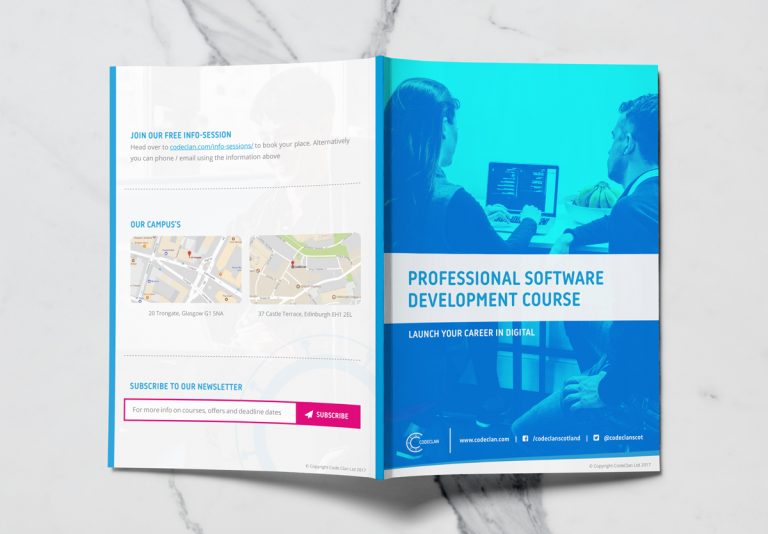 JOIN OUR FREE INFO-SESSION
Head over to codeclan.com/info-sessions/ to book your place. Alternatively
you can phone / email using the information above
OUR CAMPUS'S
20 Trongate, Glasgow G1 5NA
37 Castle Terrace, Edinburgh EH1 2EL
SUBSCRIBE TO OUR NEWSLETTER
For more info on courses, offers and deadline dates
SUBSCRIBE
© Copyright Code Clan Ltd 2017
PROFESSIONAL SOFTWARE
DEVELOPMENT COURSE
LAUNCH YOUR CAREER IN DIGITAL
CODECLAN
www.codeclan.com | /codeclanscotland | @codeclanscot
© Copyright CodeClan Ltd 2017